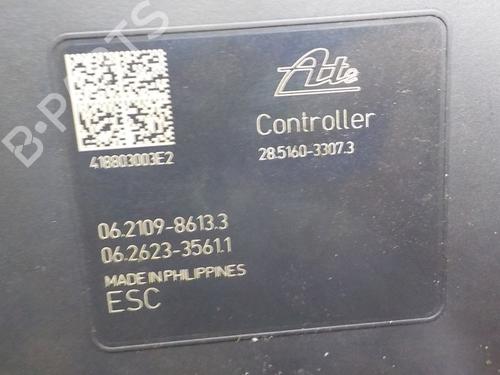 Ate
Controller
28.5160-3307.3
418803003E2
06.2109-8613.3
06.2623-3561.1
MADE IN PHILIPPINES
ESC
B-PARTS